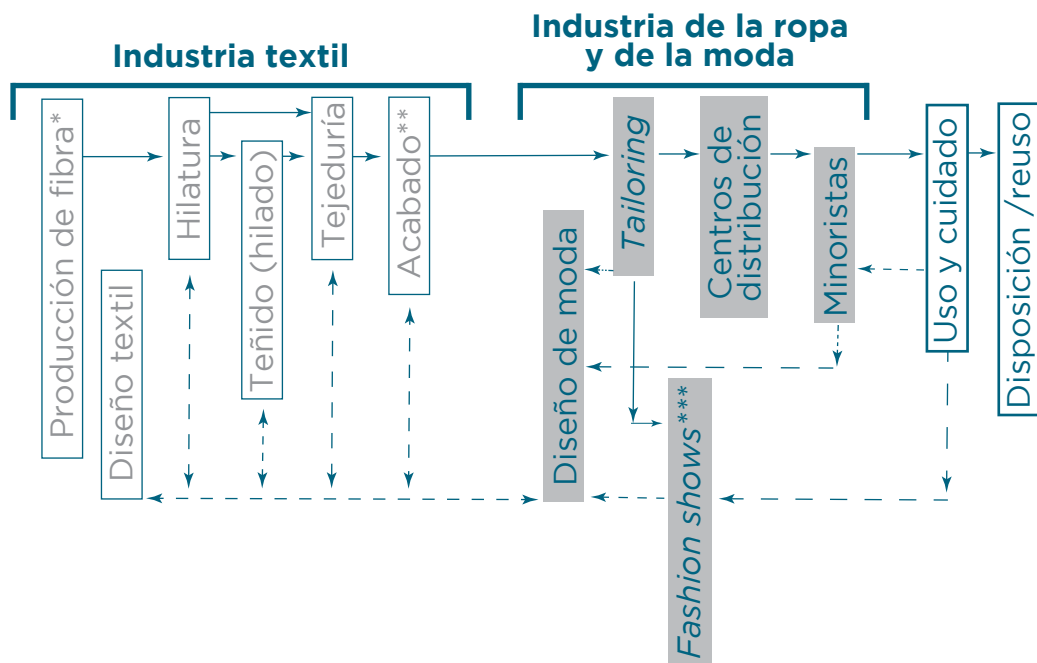 Industria textil
Industria de la ropa
y de la moda
Producción de fibra*
Diseño textil
Hilatura
Teñido (hilado)
Tejeduría
Acabado**
Diseño de moda
Tailoring
Fashion shows***
Centros de
distribución
Minoristas
Uso y cuidado
Disposición /reuso